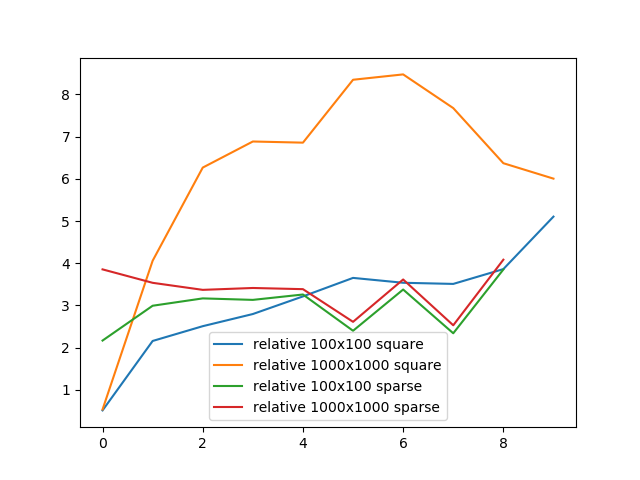 8
7
6
5
4
3
2
1
relative 100x100 square
relative 1000x1000 square
relative 100x100 sparse
relative 1000x1000 sparse
0 2 4 6 8